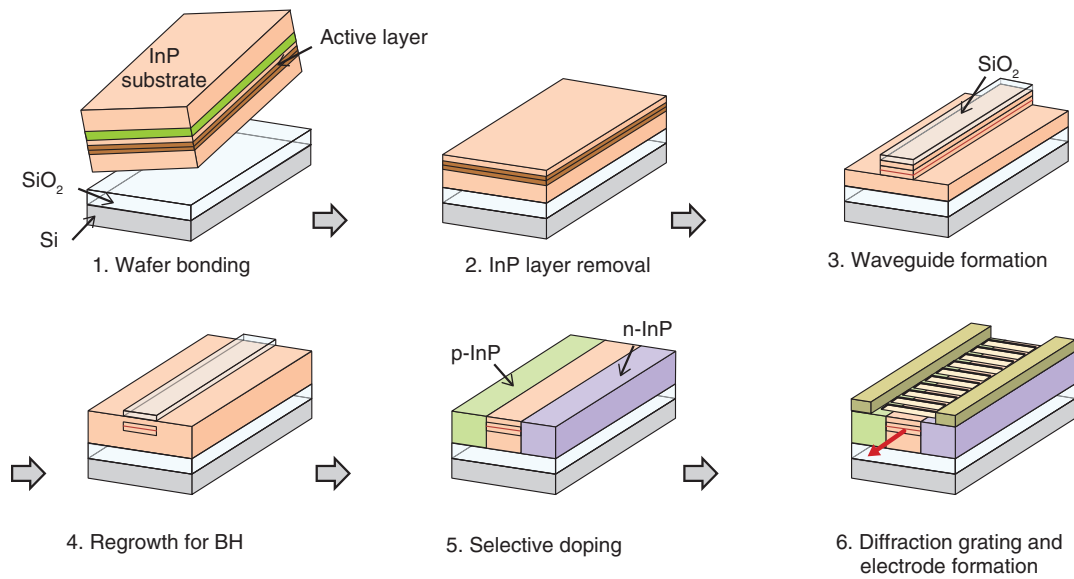 InP
substrate
Active layer
SiO₂
Si
1. Wafer bonding
2. InP layer removal
SiO₂
3. Waveguide formation
4. Regrowth for BH
p-InP
n-InP
5. Selective doping
6. Diffraction grating and
electrode formation